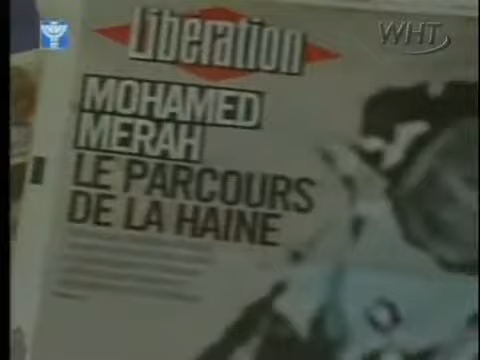 WHT
Libération
MOHAMED
MERAH
LE PARCOURS
DE LA HAINE